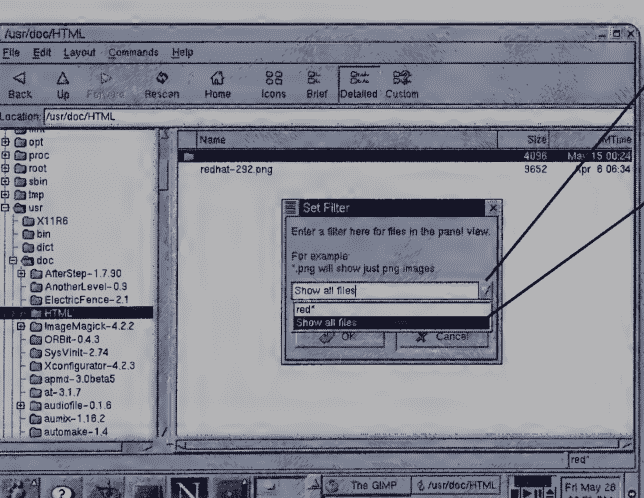 /usr/doc/HTML
File Edit Layout Commands Help
Back Up Forward Rescan Home Icons Brief Detailed Custom
Location: /usr/doc/HTML
Name Size MTime
opt
proc
root
sbin
tmp
usr
X11R6
bin
dict
doc
AfterStep-1.7.90
AnotherLevel-0.9
ElectricFence-2.1
HTML
ImageMagick-4.2.2
ORBit-0.4.3
SysVinit-2.74
Xconfigurator-4.2.3
apmd-3.0beta5
at-3.1.7
audiofile-0.1.6
aumix-1.18.2
automake-1.4
4096 May 15 00:24
redhat-292.png 9652 Apr 6 06:34
Set Filter
Enter a filter here for files in the panel view.
For example
*.png will show just png images
Show all files
red*
Show all files
OK Cancel
red*
The GIMP /usr/doc/HTML Fri May 28